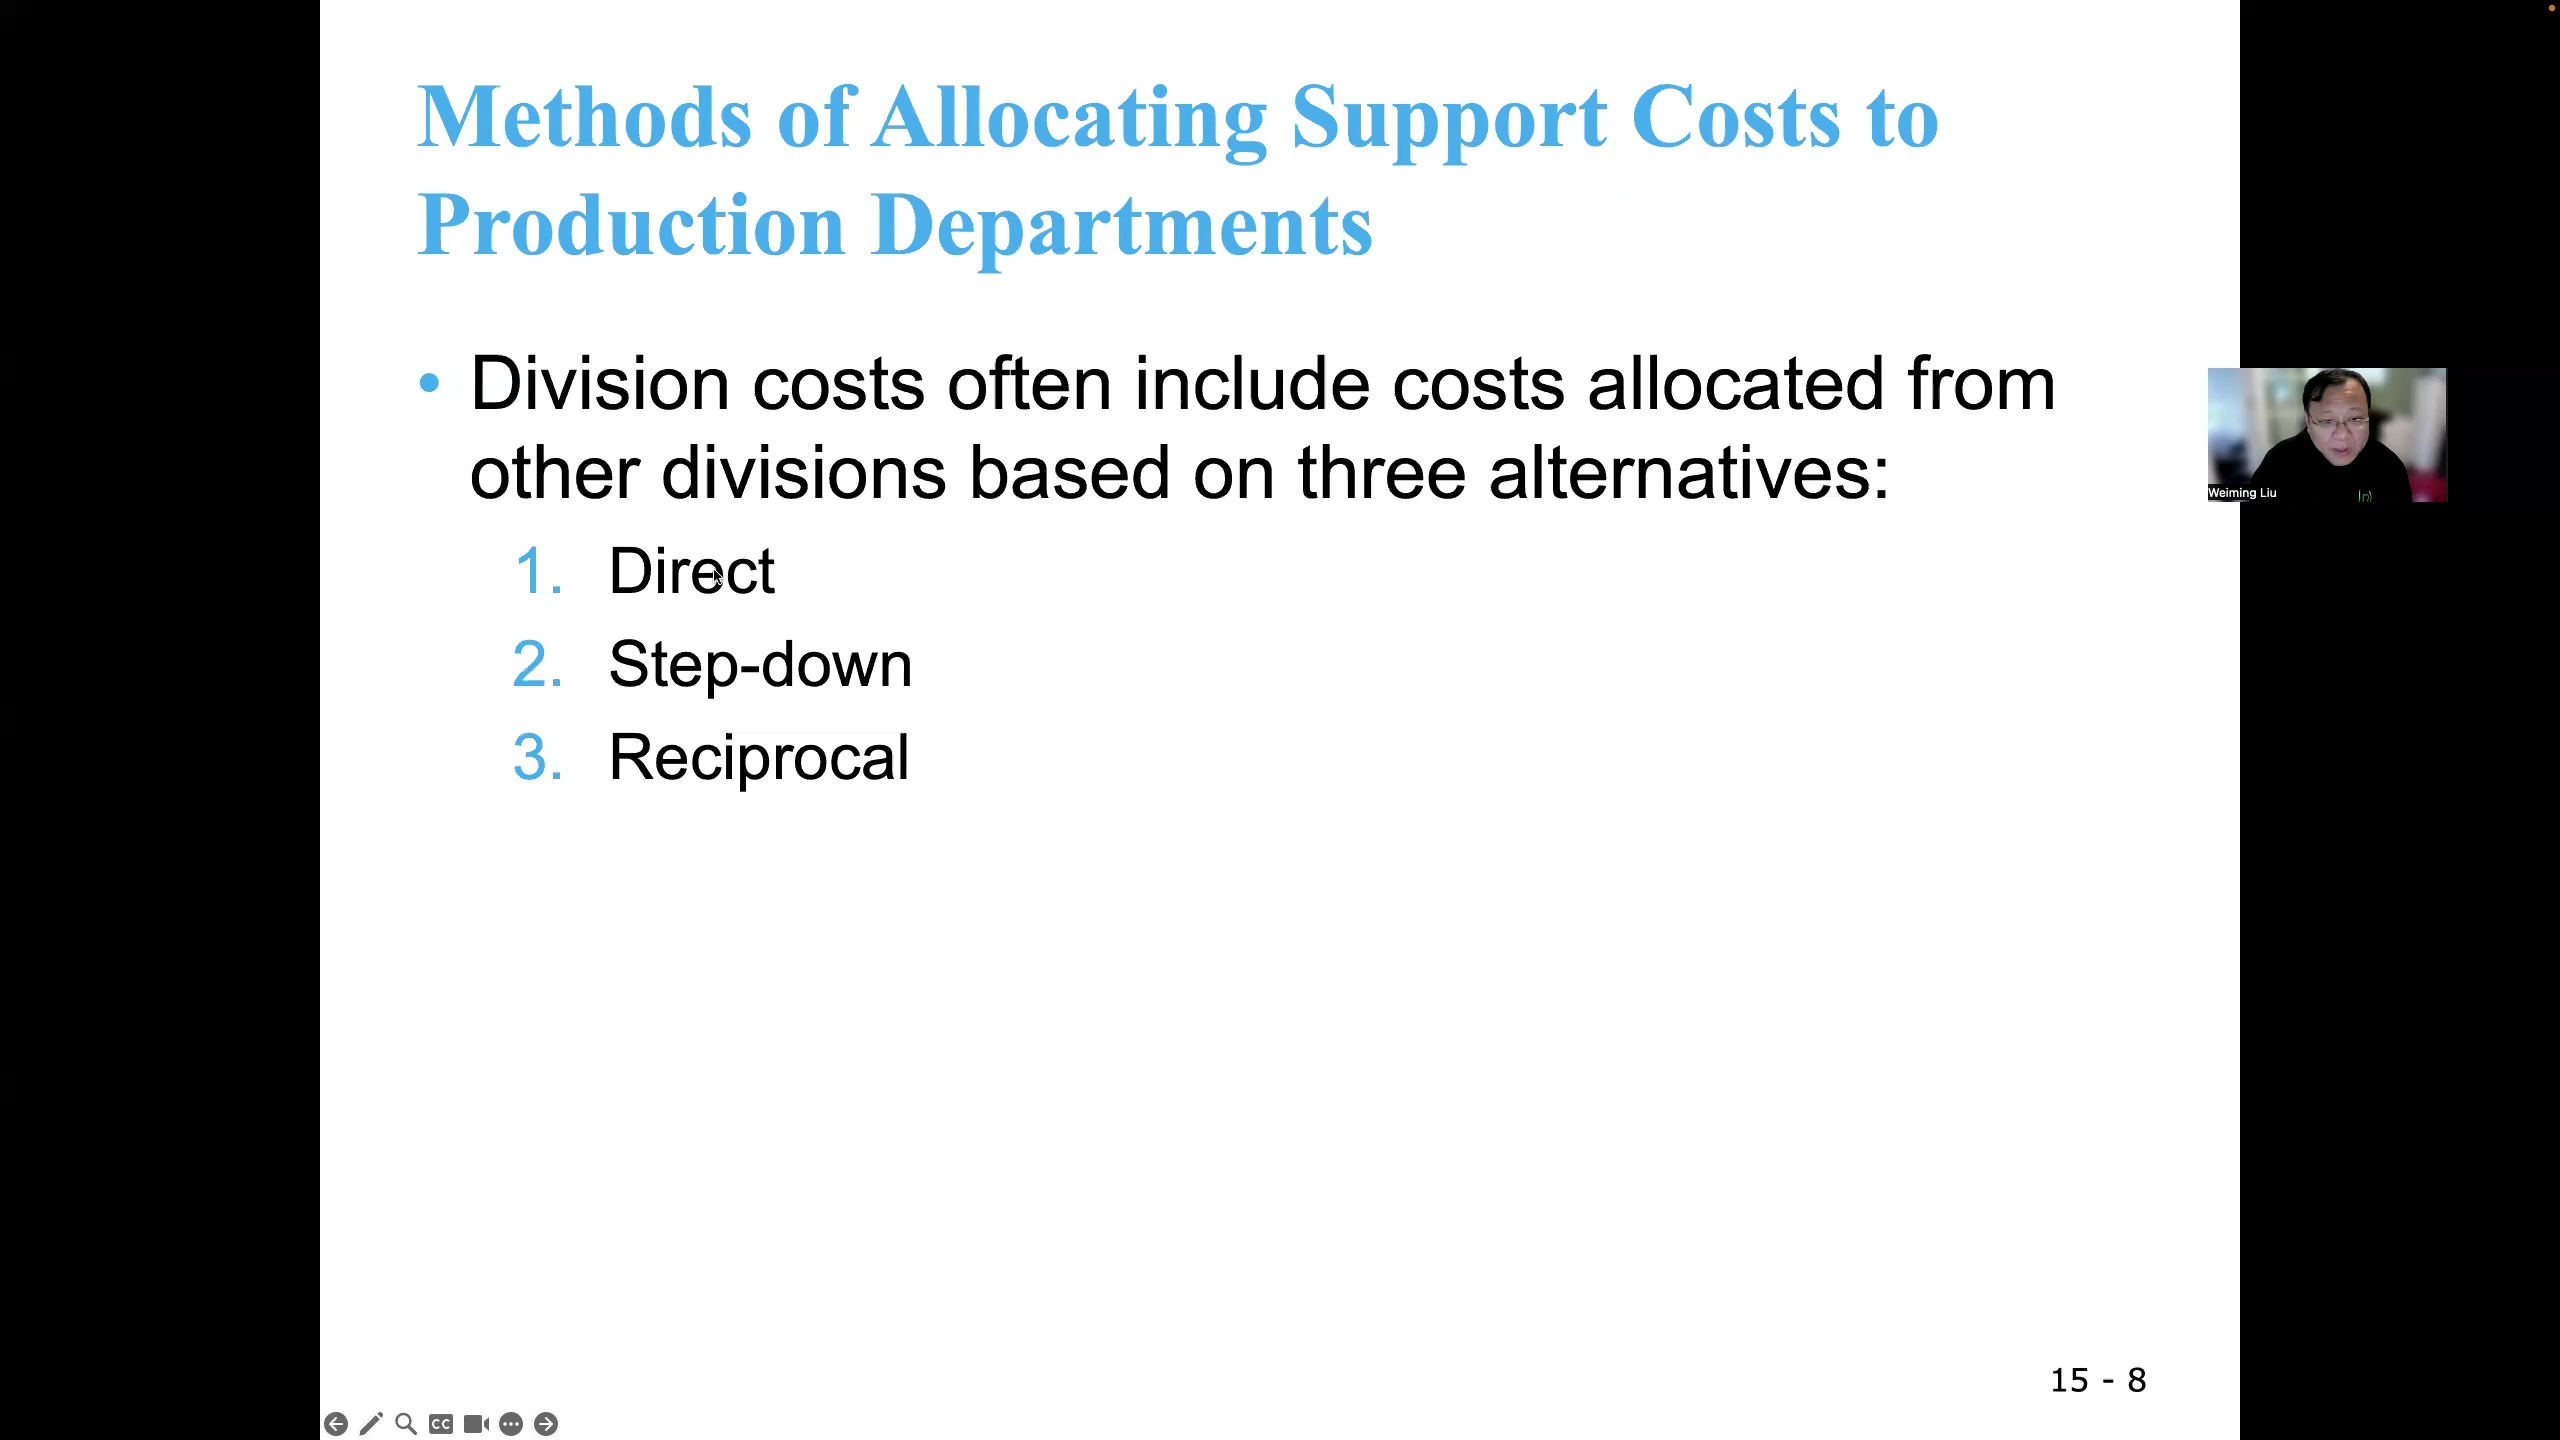 Methods of Allocating Support Costs to
Production Departments
• Division costs often include costs allocated from
other divisions based on three alternatives:
1. Direct
2. Step-down
3. Reciprocal
Weiming Liu
15 - 8
CC